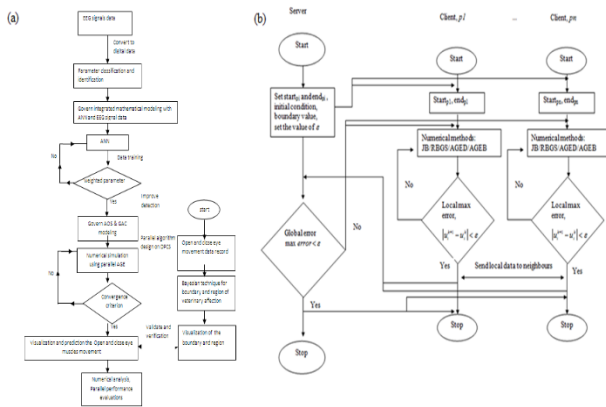 (a)
EEG signals data
Convert to
digital data
Parameter classification and
identification
Govern integrated mathematical modeling with
ANN and EEG signal data
ANN
Data training
No
Weighted parameter
Yes
Improve
detection
Govern AOS & GAC
modeling
Parallel algorithm
design on DPCS
Numerical simulation
using parallel AGE
No
Convergence
criterion
Yes
Visualization and prediction the Open and close eye
muscles movement
Numerical analysis,
Parallel performance
evaluations
start
Open and close eye
movement data record
Bayesian technique for
boundary and region of
veterinary affection
Validate and
verification
Visualization of the
boundary and region
(b)
Server
Start
initial condition,
boundary value,
set the value of ε
Global error
max error < ε
No
Yes
Stop
Client, p1
Start
Start p1, end p1
Numerical methods:
JB/RBGS/AGED/AGEB
No
Local max
error,
Yes
Send local data to neighbours
Stop
...
Client, pn
Start
Start pn, end pn
Numerical methods:
JB/RBGS/AGED/AGEB
No
Local max
error,
Yes
Stop